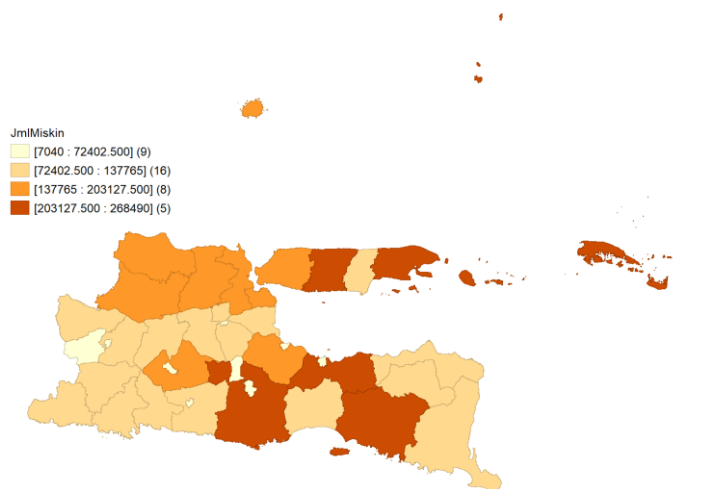 JmlMiskin
[7040 : 72402.500] (9)
[72402.500 : 137765] (16)
[137765 : 203127.500] (8)
[203127.500 : 268490] (5)